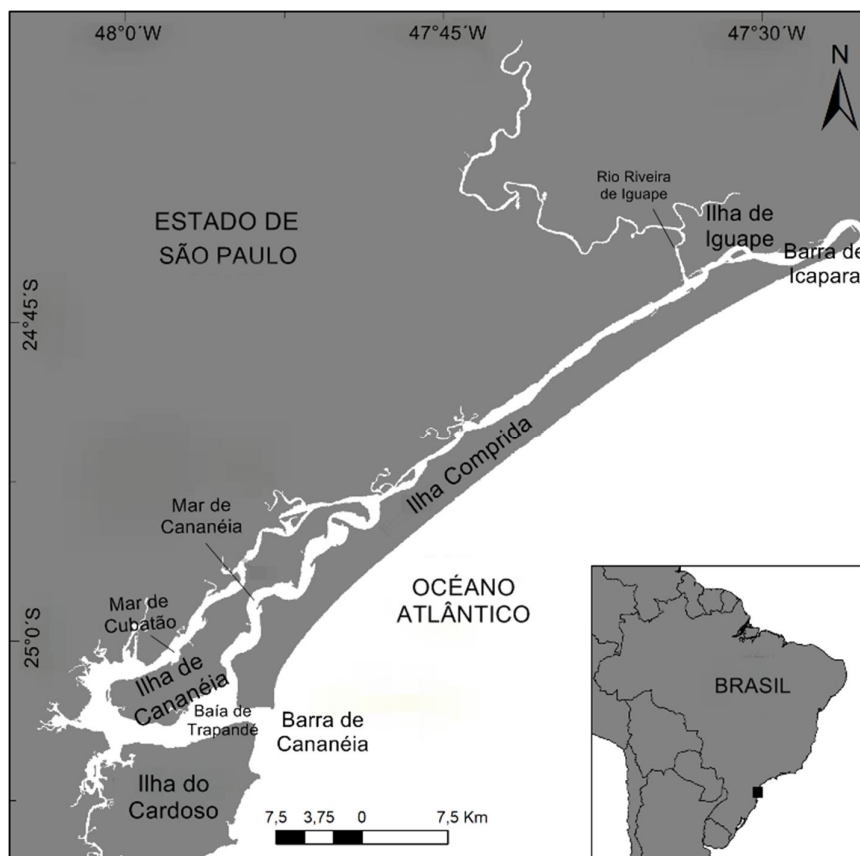 48°0´W
47°45´W
47°30´W
N
Rio Riveira
de Iguape
Ilha de
Iguape
ESTADO DE
SÃO PAULO
Barra de
Icapara
24°45´S
Ilha Comprida
Mar de
Cananéia
OCÉANO
ATLÂNTICO
Mar de
Cubatão
25°0´S
Ilha de
Cananéia
BRASIL
Baía de
Trapandé
Barra de
Cananéia
Ilha do
Cardoso
7,5 3,75 0 7,5 Km